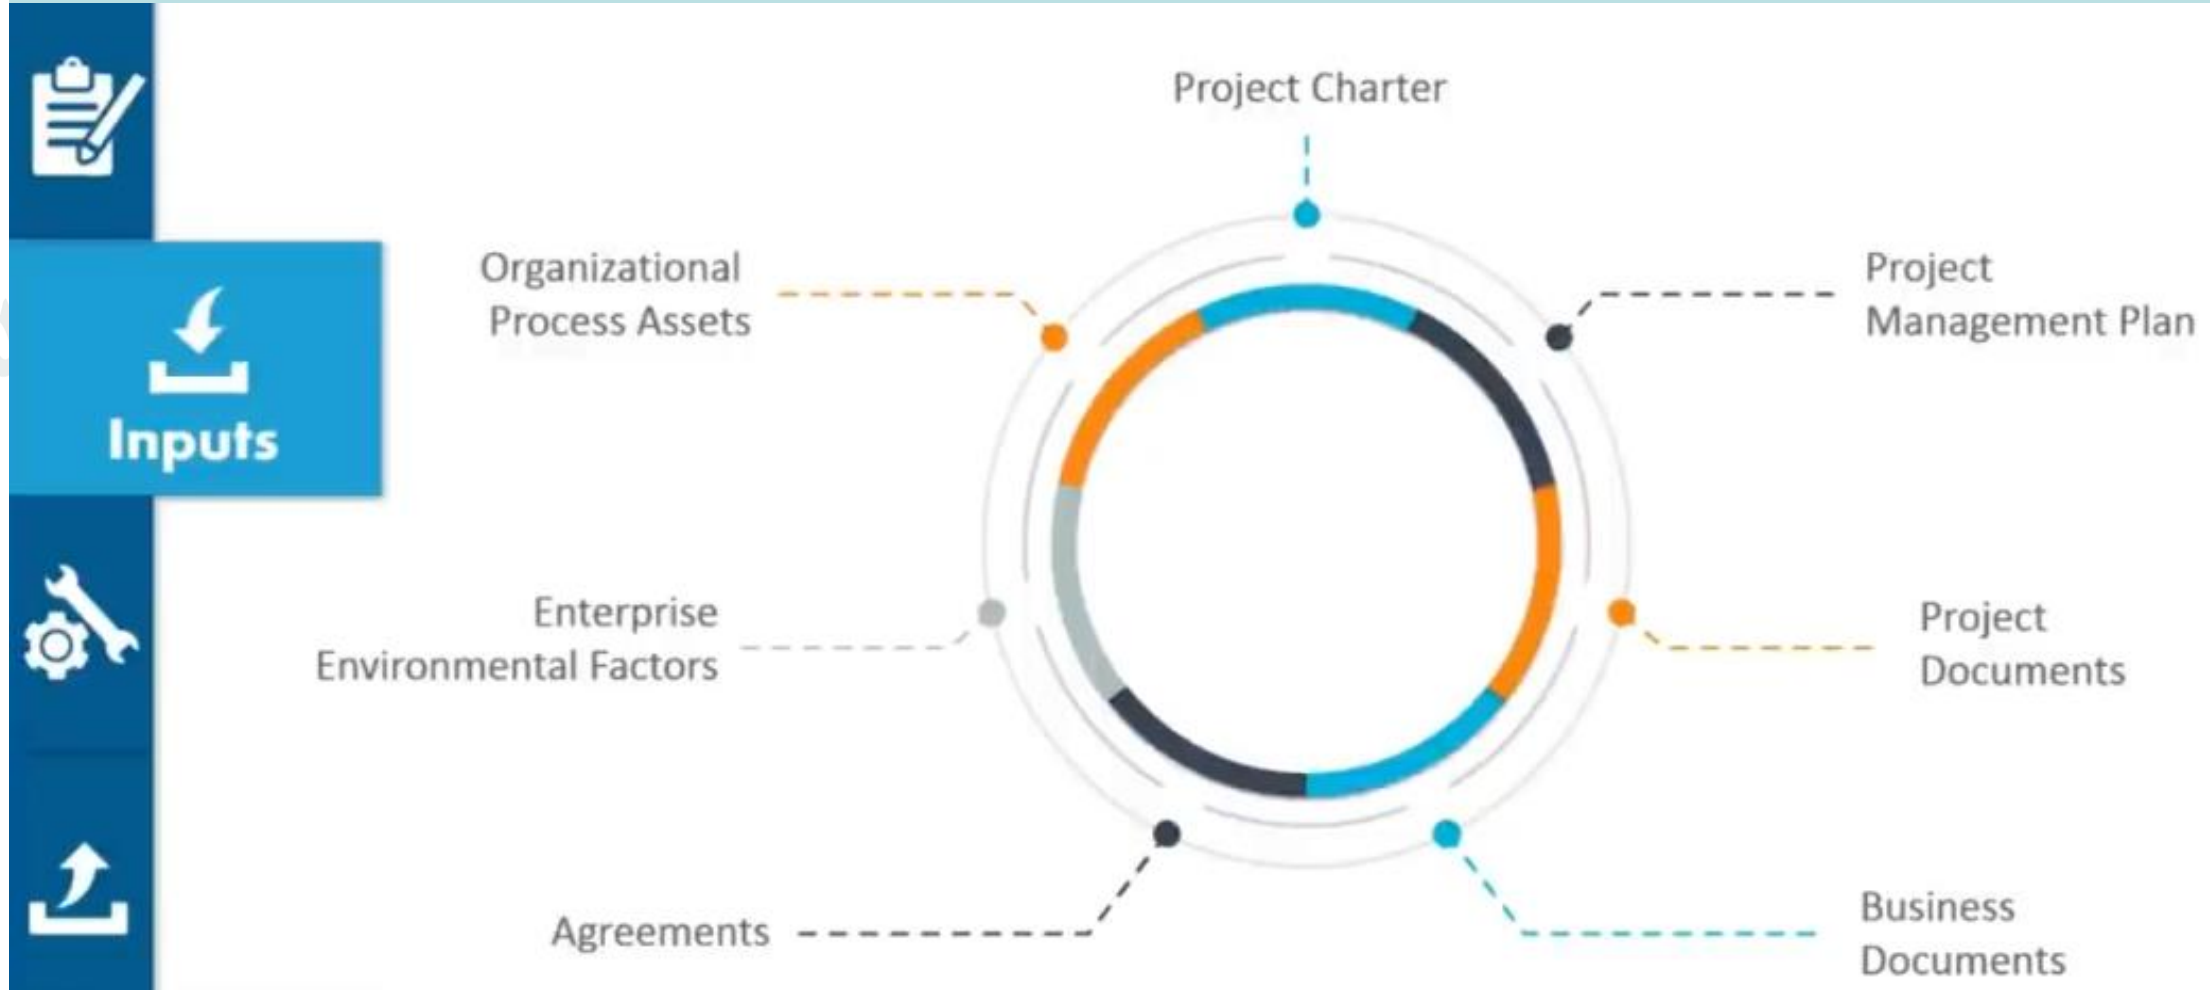 Project Charter
Organizational
Process Assets
Project
Management Plan
Inputs
Enterprise
Environmental Factors
Project
Documents
Agreements
Business
Documents